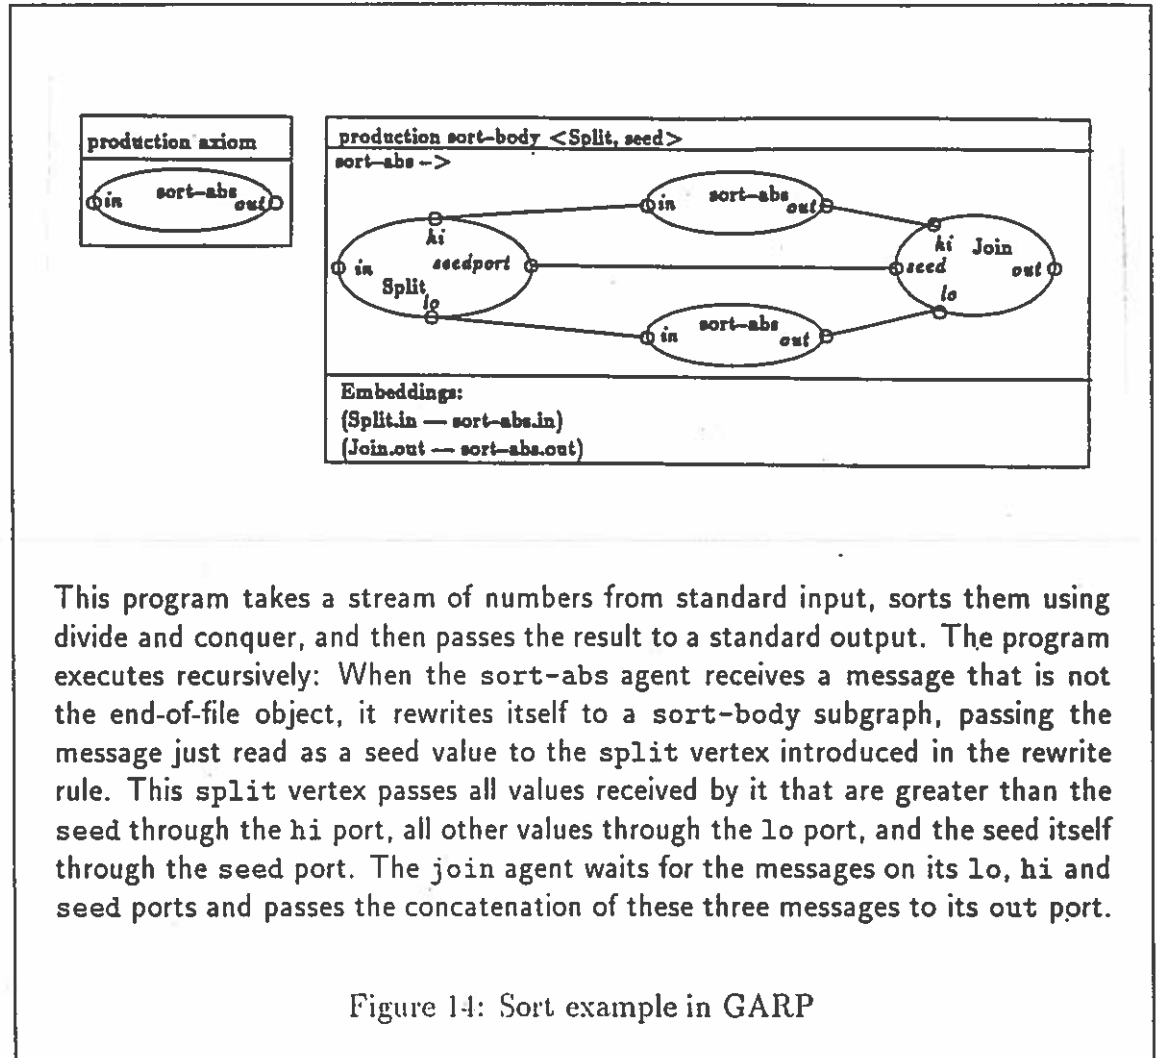 production axiom
in sort-abs out
production sort-body <Split, seed>
sort-abs ->
in sort-abs out
hi
in seedport
Split
lo
hi Join
seed out
lo
in sort-abs out
Embeddings:
(Split.in — sort-abs.in)
(Join.out — sort-abs.out)
This program takes a stream of numbers from standard input, sorts them using
divide and conquer, and then passes the result to a standard output. The program
executes recursively: When the sort-abs agent receives a message that is not
the end-of-file object, it rewrites itself to a sort-body subgraph, passing the
message just read as a seed value to the split vertex introduced in the rewrite
rule. This split vertex passes all values received by it that are greater than the
seed through the hi port, all other values through the lo port, and the seed itself
through the seed port. The join agent waits for the messages on its lo, hi and
seed ports and passes the concatenation of these three messages to its out port.
Figure 14: Sort example in GARP